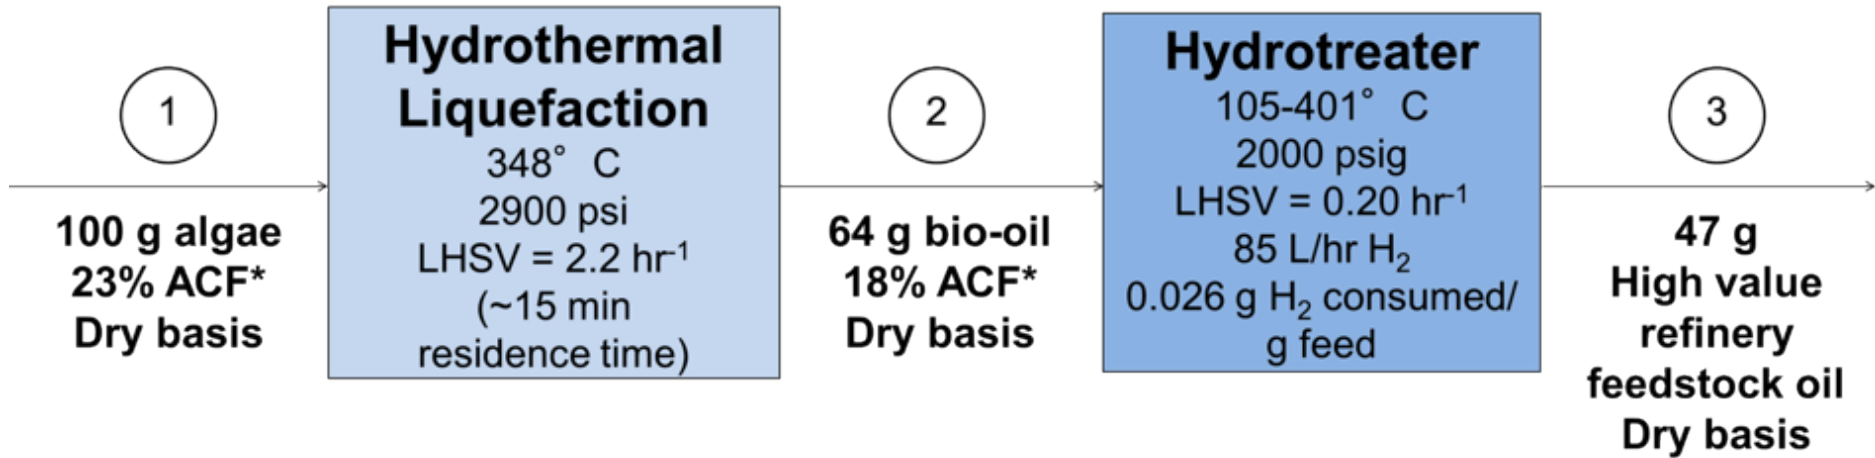 1
100 g algae
23% ACF*
Dry basis
Hydrothermal
Liquefaction
348° C
2900 psi
LHSV = 2.2 hr⁻¹
(~15 min
residence time)
2
64 g bio-oil
18% ACF*
Dry basis
Hydrotreater
105-401° C
2000 psig
LHSV = 0.20 hr⁻¹
85 L/hr H₂
0.026 g H₂ consumed/
g feed
3
47 g
High value
refinery
feedstock oil
Dry basis